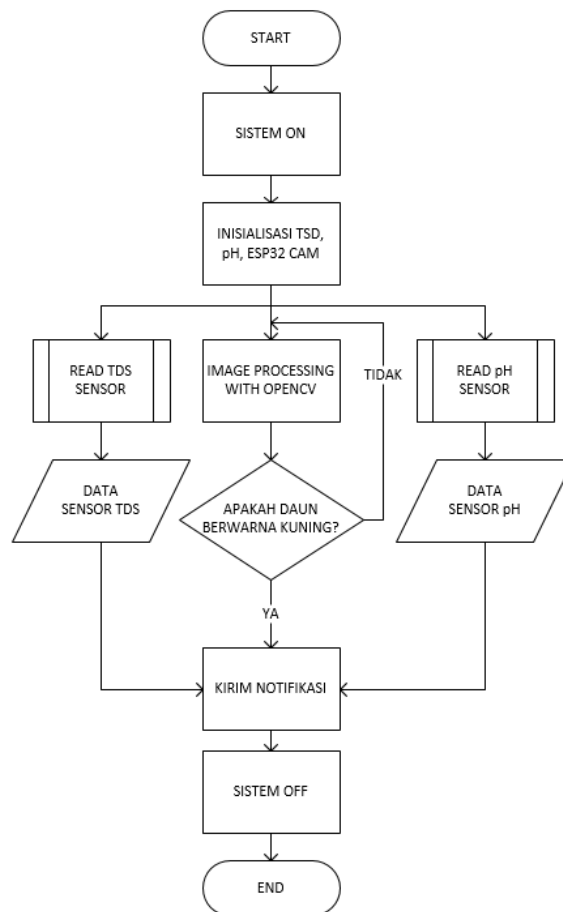 START
SISTEM ON
INISIALISASI TSD,
pH, ESP32 CAM
READ TDS
SENSOR
IMAGE PROCESSING
WITH OPENCV
TIDAK
READ pH
SENSOR
DATA
SENSOR TDS
APAKAH DAUN
BERWARNA KUNING?
DATA
SENSOR pH
YA
KIRIM NOTIFIKASI
SISTEM OFF
END